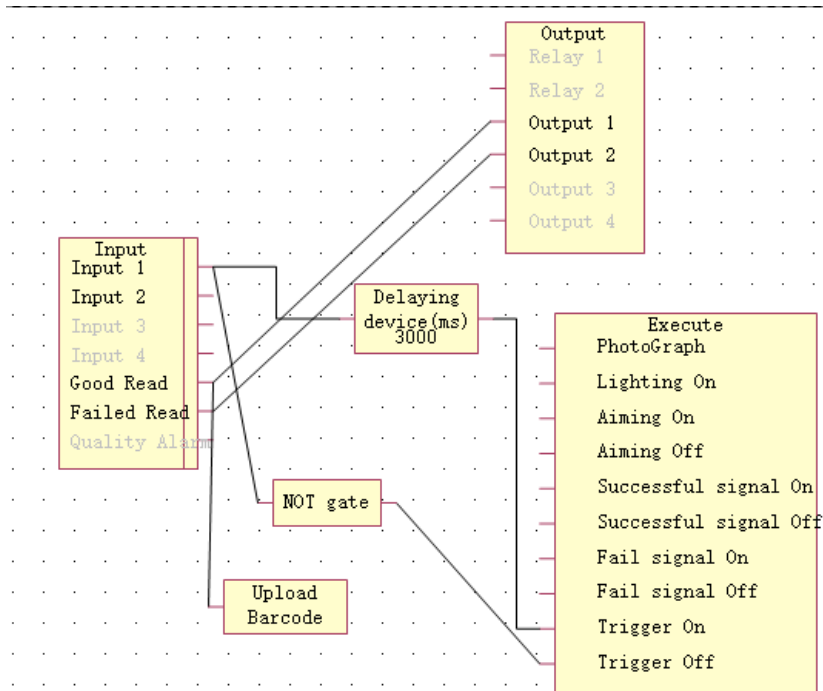 Output
Relay 1
Relay 2
Output 1
Output 2
Output 3
Output 4
Input
Input 1
Input 2
Input 3
Input 4
Good Read
Failed Read
Quality Alarm
Delaying
device(ms)
3000
NOT gate
Upload
Barcode
Execute
PhotoGraph
Lighting On
Aiming On
Aiming Off
Successful signal On
Successful signal Off
Fail signal On
Fail signal Off
Trigger On
Trigger Off